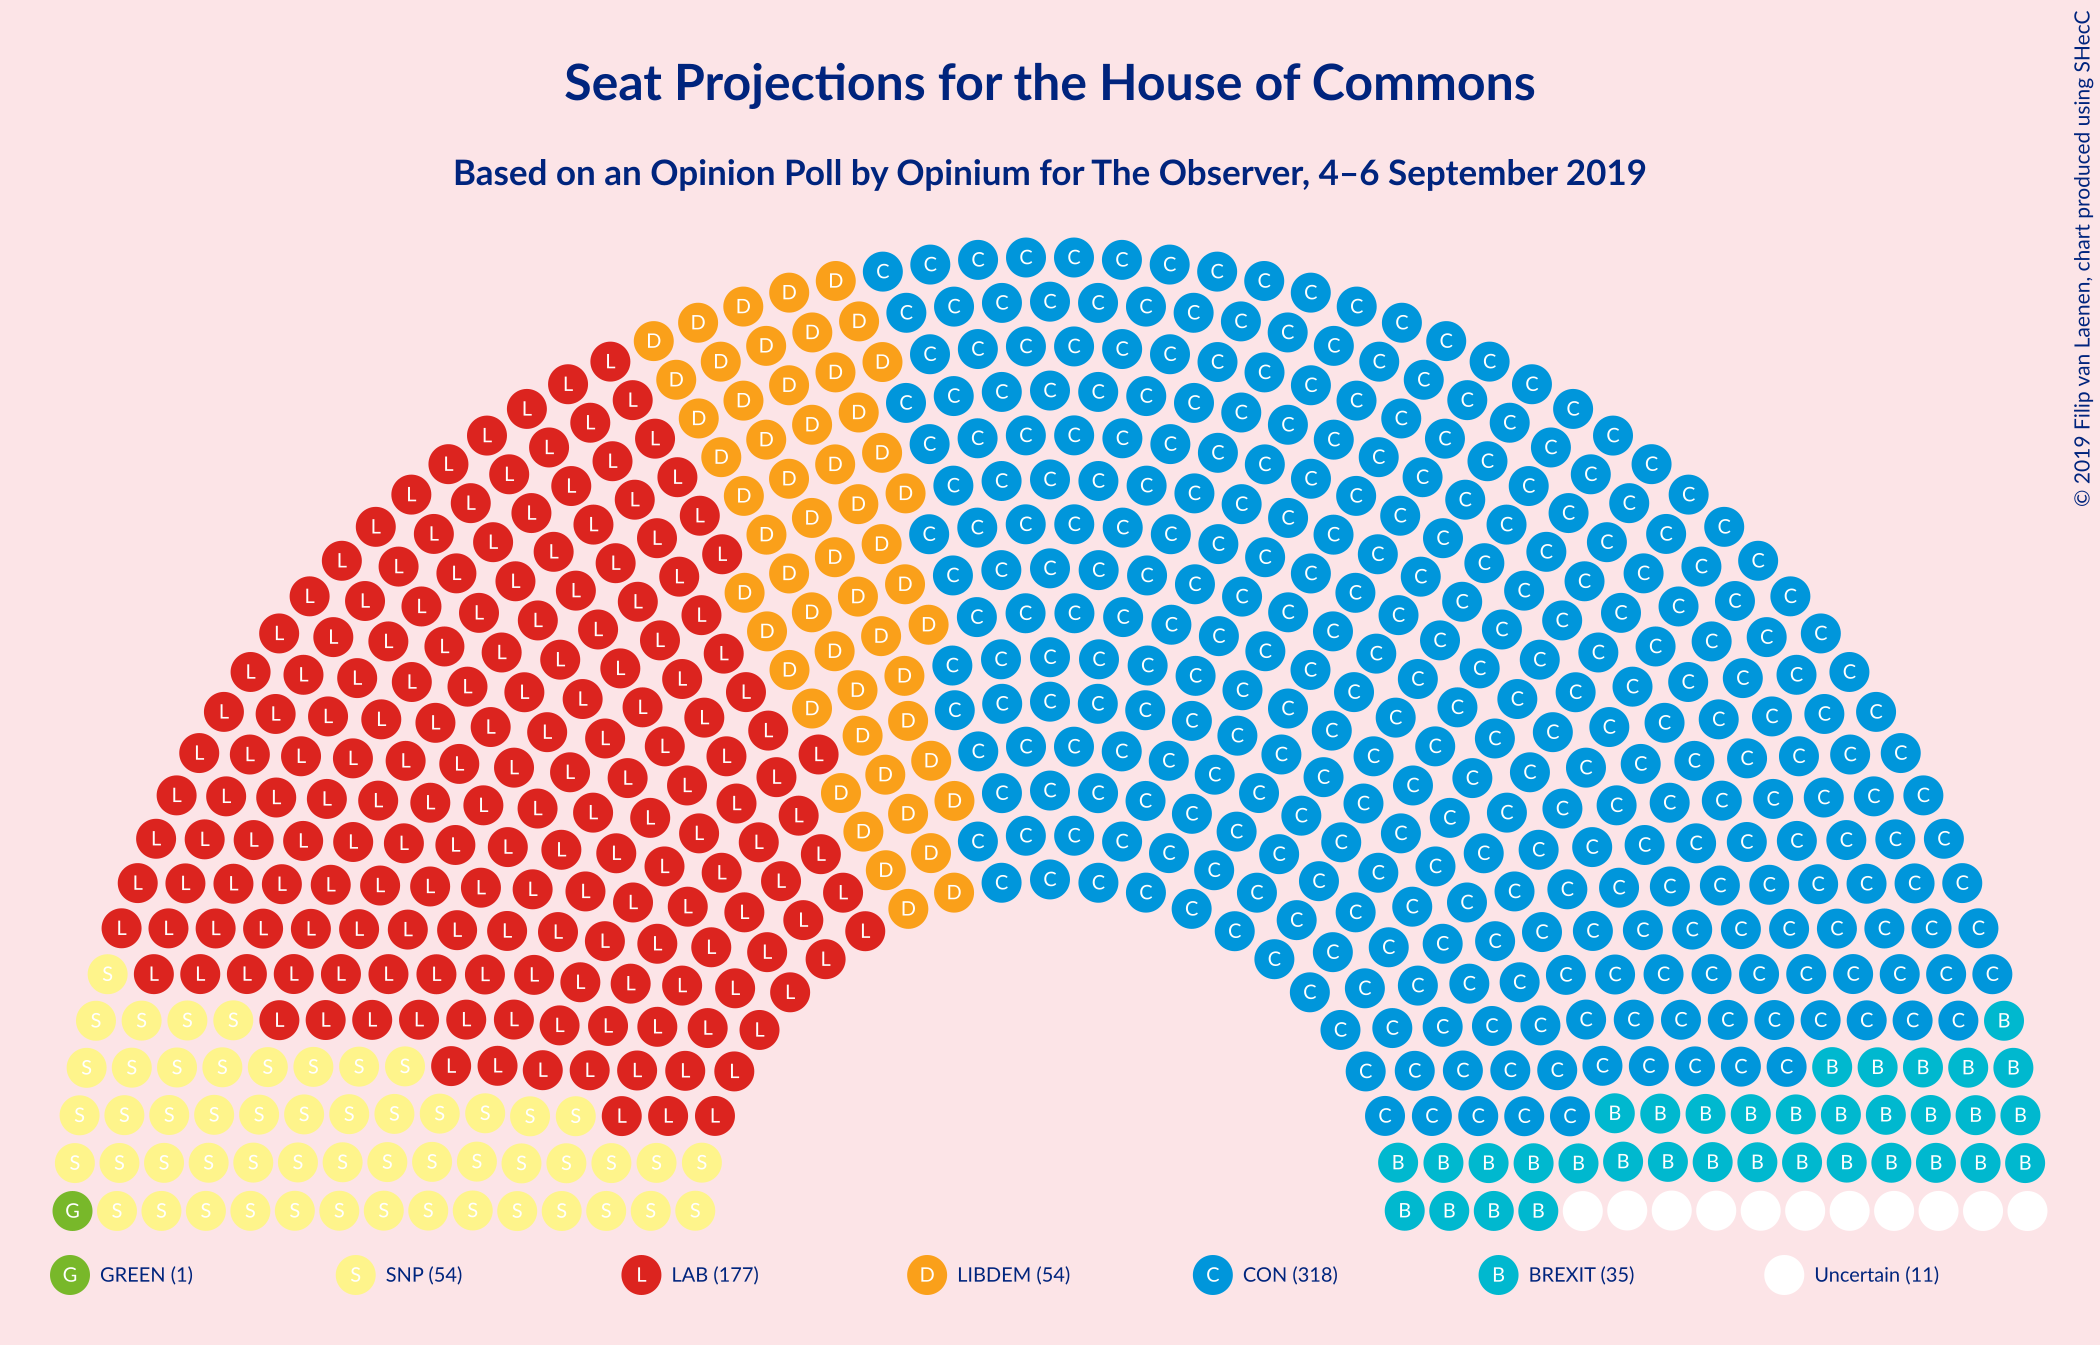 Seat Projections for the House of Commons
Based on an Opinion Poll by Opinium for The Observer, 4–6 September 2019
© 2019 Filip van Laenen, chart produced using SHecC
G GREEN (1) S SNP (54) L LAB (177) D LIBDEM (54) C CON (318) B BREXIT (35) Uncertain (11)